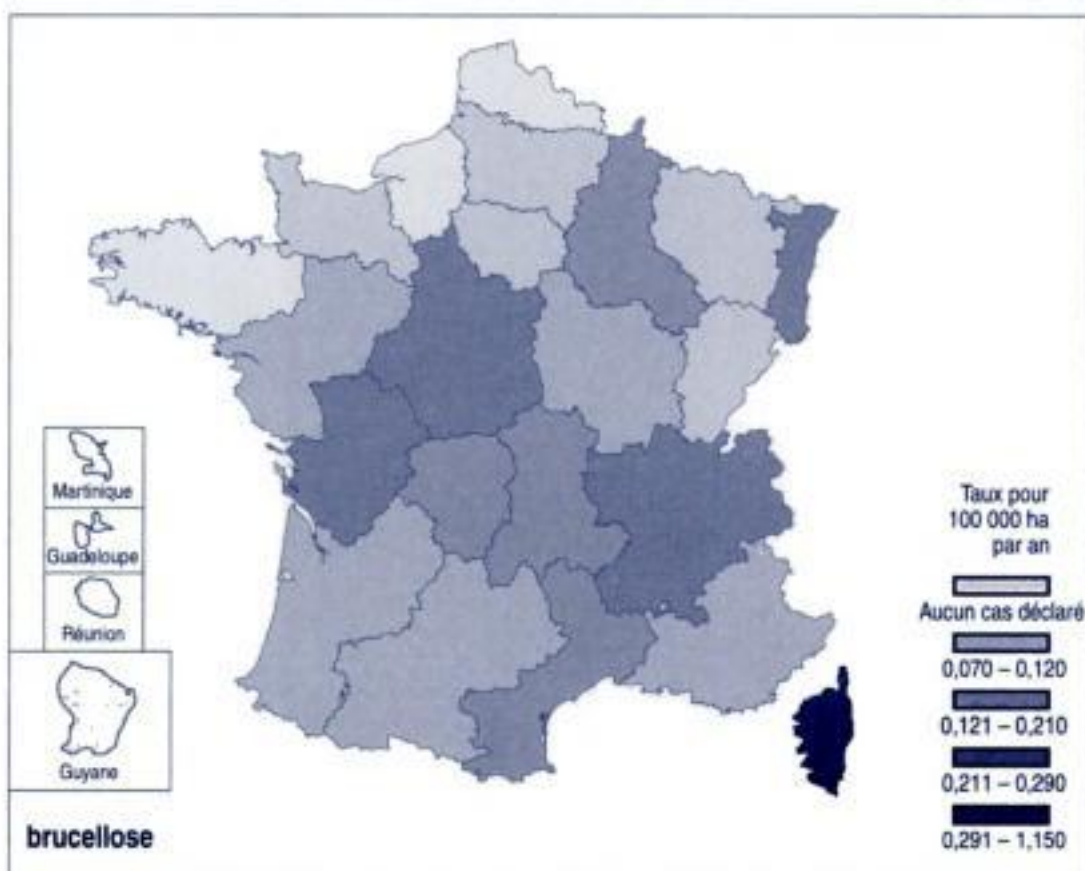 Martinique
Guadeloupe
Réunion
Guyane
brucellose
Taux pour
100 000 ha
par an
Aucun cas déclaré
0,070 – 0,120
0,121 – 0,210
0,211 – 0,290
0,291 – 1,150